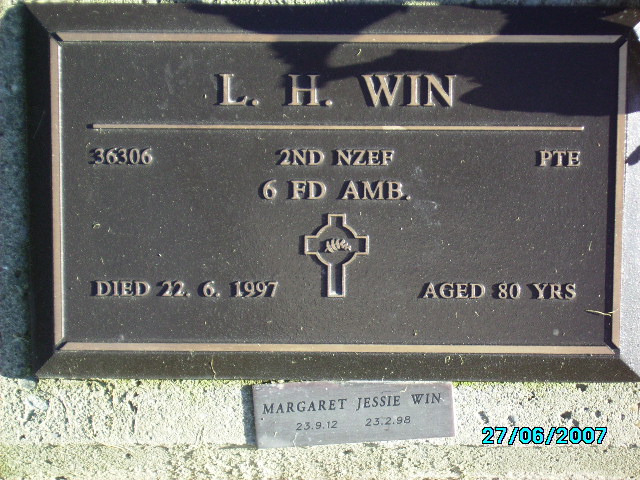 L. H. WIN
36306 2ND NZEF PTE
6 FD AMB.
DIED 22. 6. 1997 AGED 80 YRS
MARGARET JESSIE WIN
23.9.12 23.2.98
27/06/2007